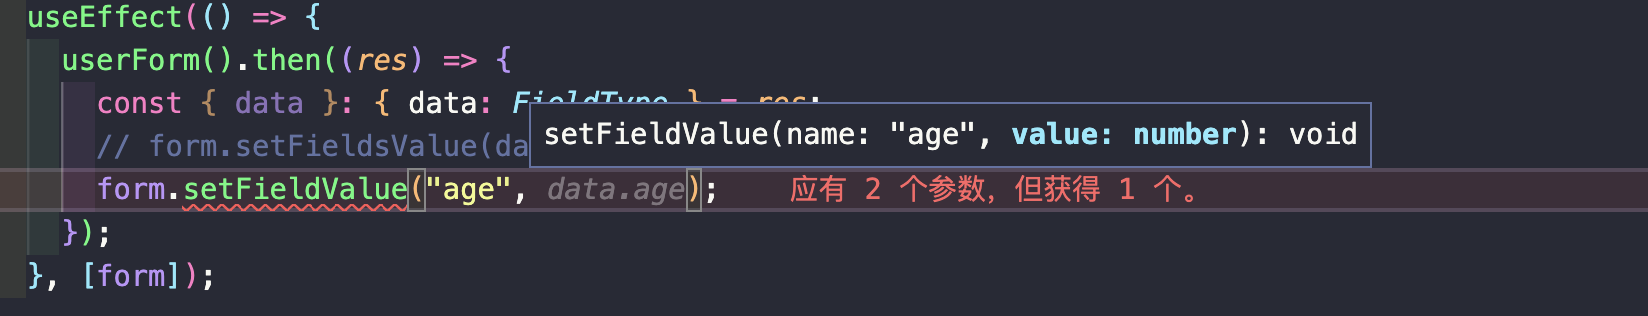 useEffect(() => {
userForm().then((res) => {
const { data }: { data: FieldType } = res;
setFieldValue(name: "age", value: number): void
// form.setFieldsValue(da
form.setFieldValue("age", data.age); 应有 2 个参数，但获得 1 个。
});
}, [form]);